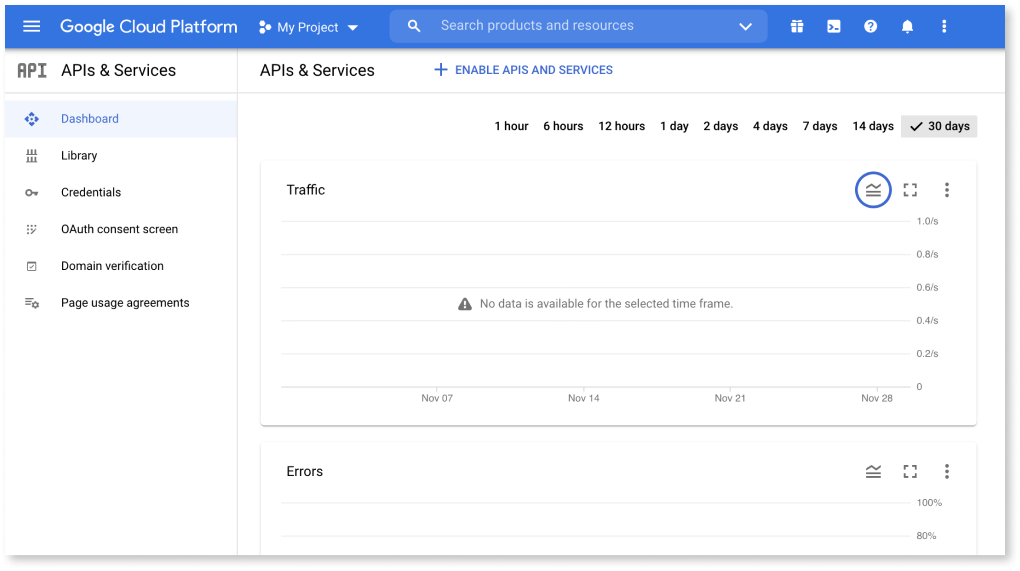 Google Cloud Platform
My Project
Search products and resources
API
APIs & Services
APIs & Services
ENABLE APIS AND SERVICES
Dashboard
Library
Credentials
OAuth consent screen
Domain verification
Page usage agreements
1 hour 6 hours 12 hours 1 day 2 days 4 days 7 days 14 days 30 days
Traffic
1.0/s
0.8/s
0.6/s
No data is available for the selected time frame.
0.4/s
0.2/s
0
Nov 07 Nov 14 Nov 21 Nov 28
Errors
100%
80%